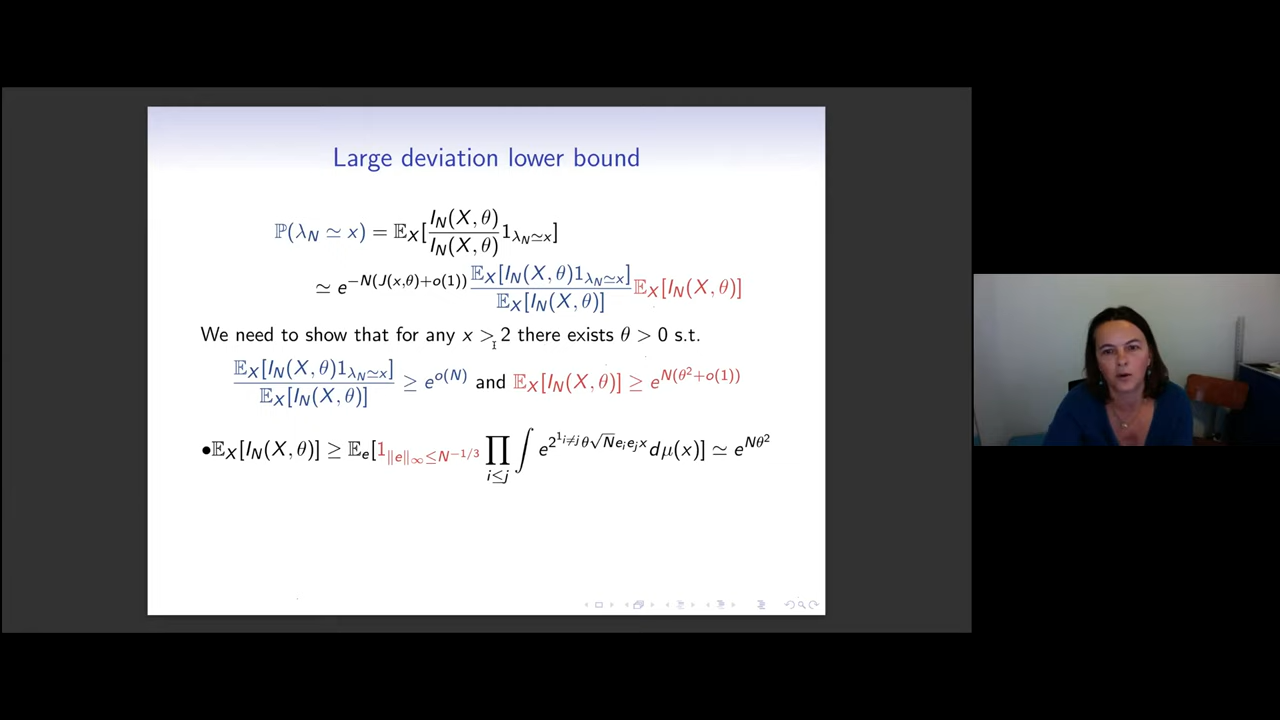 Large deviation lower bound
ℙ(λ_N ≃ x) = 𝔼_X[ I_N(X, θ) / I_N(X, θ) 1_{λ_N≃x} ]
≃ e^{−N(J(x,θ)+o(1))} 𝔼_X[I_N(X, θ)1_{λ_N≃x}] / 𝔼_X[I_N(X, θ)] 𝔼_X[I_N(X, θ)]
We need to show that for any x > 2 there exists θ > 0 s.t.
𝔼_X[I_N(X, θ)1_{λ_N≃x}] / 𝔼_X[I_N(X, θ)] ≥ e^{o(N)} and 𝔼_X[I_N(X, θ)] ≥ e^{N(θ²+o(1))}
•𝔼_X[I_N(X, θ)] ≥ 𝔼_e[1_{‖e‖_∞≤N^{−1/3}} ∏_{i≤j} ∫ e^{2^{1_{i≠j}}θ√N e_i e_j x} dμ(x)] ≃ e^{Nθ²}